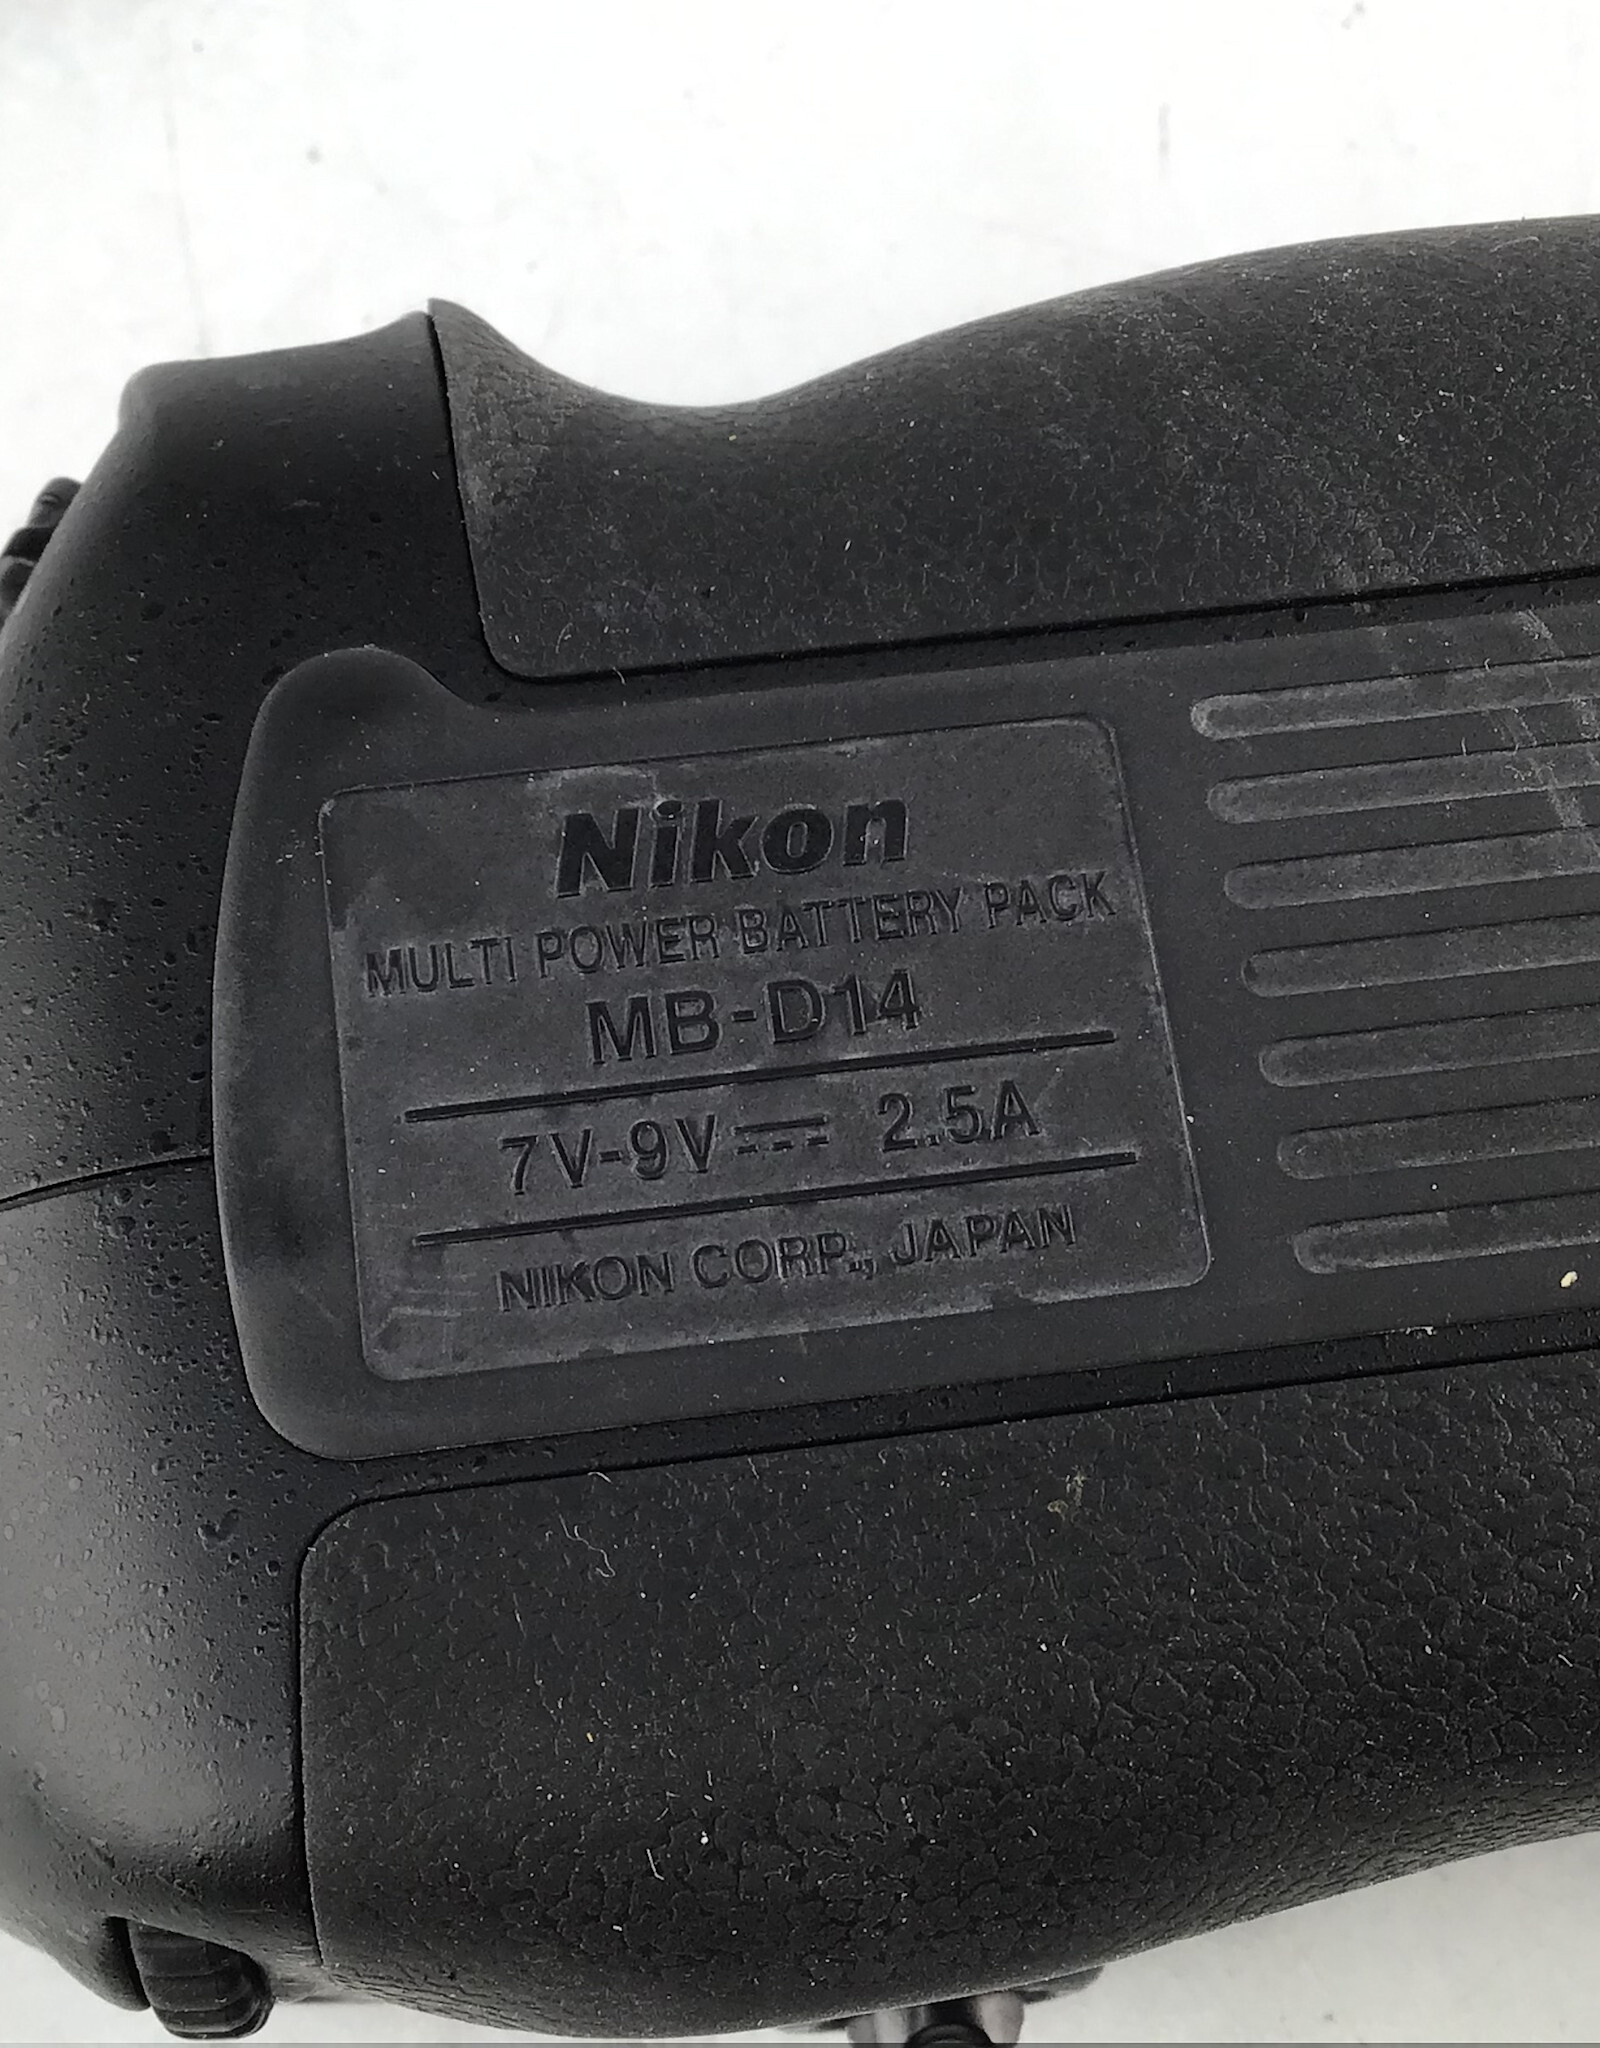 Nikon
MULTI POWER BATTERY PACK
MB-D14
7V-9V⎓ 2.5A
NIKON CORP., JAPAN